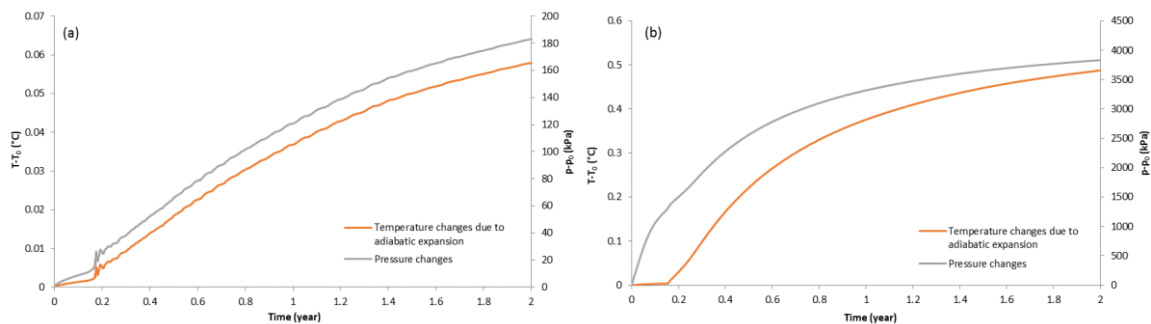 (a)
0.07
0.06
0.05
0.04
0.03
0.02
0.01
0
T-T₀ (°C)
200
180
160
140
120
100
80
60
40
20
0
p-p₀ (kPa)
0 0.2 0.4 0.6 0.8 1 1.2 1.4 1.6 1.8 2
Time (year)
Temperature changes due to
adiabatic expansion
Pressure changes
(b)
0.6
0.5
0.4
0.3
0.2
0.1
0
T-T₀ (°C)
4500
4000
3500
3000
2500
2000
1500
1000
500
0
p-p₀ (kPa)
0 0.2 0.4 0.6 0.8 1 1.2 1.4 1.6 1.8 2
Time (year)
Temperature changes due to
adiabatic expansion
Pressure changes